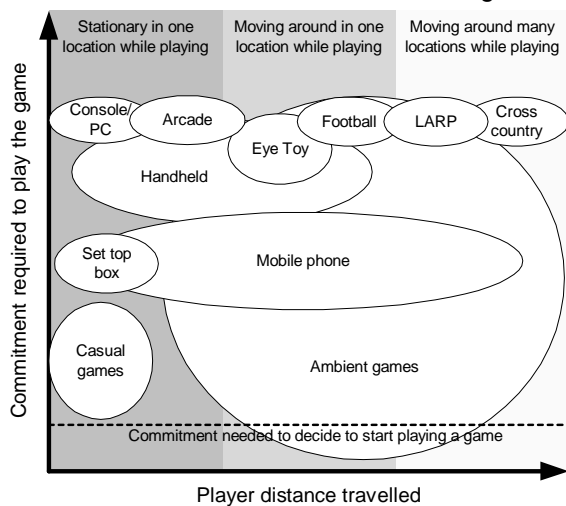 Stationary in one
location while playing
Moving around in one
location while playing
Moving around many
locations while playing
Commitment required to play the game
Console/
PC
Arcade
Eye Toy
Football
LARP
Cross
country
Handheld
Set top
box
Mobile phone
Casual
games
Ambient games
Commitment needed to decide to start playing a game
Player distance travelled